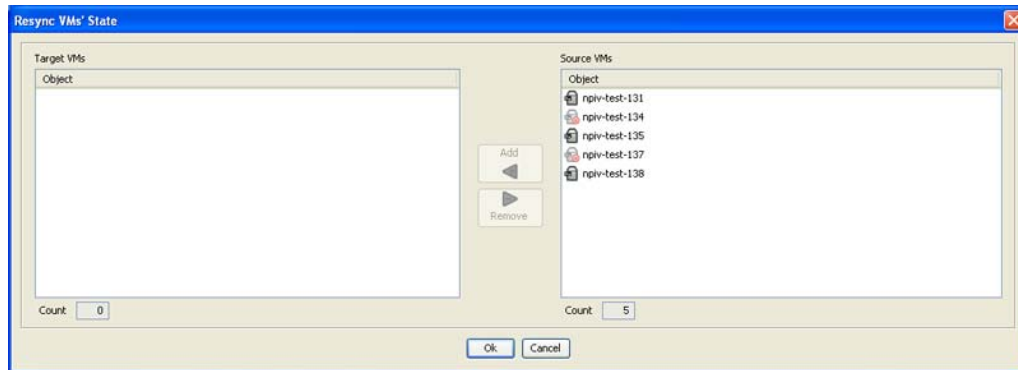 Resync VMs' State
Target VMs
Object
Count 0
Add
Remove
Source VMs
Object
npiv-test-131
npiv-test-134
npiv-test-135
npiv-test-137
npiv-test-138
Count 5
Ok Cancel